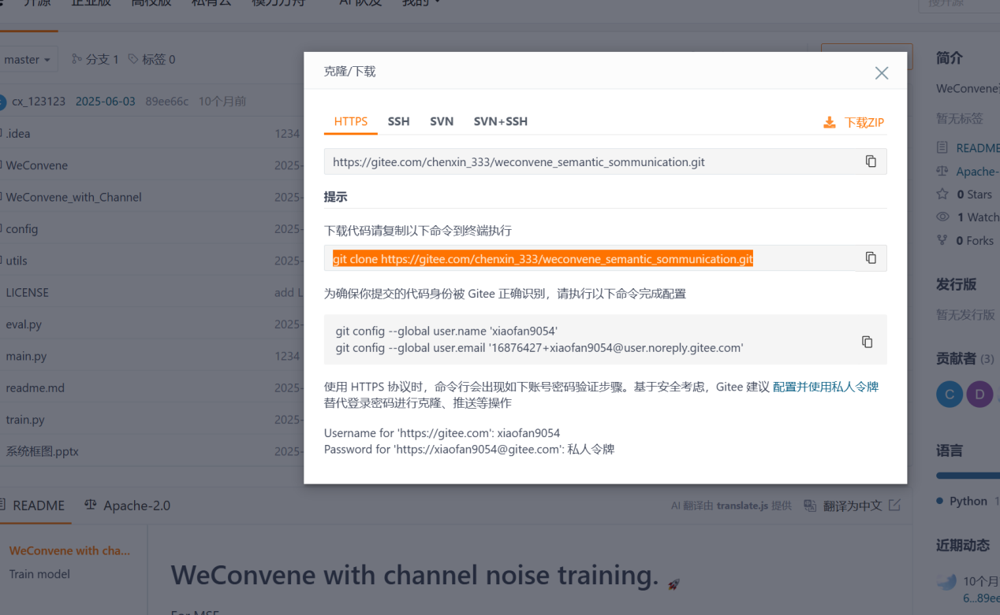 开源 企业版 高校版 私有云 模力方舟 AI 队友 我的
搜开源
master 分支 1 标签 0
cx_123123 2025-06-03 89ee66c 10个月前
.idea 1234
WeConvene 2025-
WeConvene_with_Channel 2025-
config 2025-
utils 2025-
LICENSE add L
eval.py 2025-
main.py 1234
readme.md 2025-
train.py 2025-
系统框图.pptx 2025-
克隆/下载
HTTPS SSH SVN SVN+SSH 下载ZIP
https://gitee.com/chenxin_333/weconvene_semantic_sommunication.git
提示
下载代码请复制以下命令到终端执行
git clone https://gitee.com/chenxin_333/weconvene_semantic_sommunication.git
为确保你提交的代码身份被 Gitee 正确识别，请执行以下命令完成配置
git config --global user.name 'xiaofan9054'
git config --global user.email '16876427+xiaofan9054@user.noreply.gitee.com'
使用 HTTPS 协议时，命令行会出现如下账号密码验证步骤。基于安全考虑，Gitee 建议 配置并使用私人令牌
替代登录密码进行克隆、推送等操作
Username for 'https://gitee.com': xiaofan9054
Password for 'https://xiaofan9054@gitee.com': 私人令牌
简介
WeConvene
暂无标签
README
Apache-
0 Stars
1 Watch
0 Forks
发行版
暂无发行版
贡献者 (3)
C D
语言
Python 1
近期动态
10个月
6...89ee
README Apache-2.0
AI 翻译由 translate.js 提供 翻译为中文
WeConvene with cha...
Train model
WeConvene with channel noise training. 🚀
For MSE